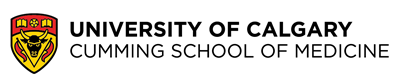 UNIVERSITY OF CALGARY
CUMMING SCHOOL OF MEDICINE